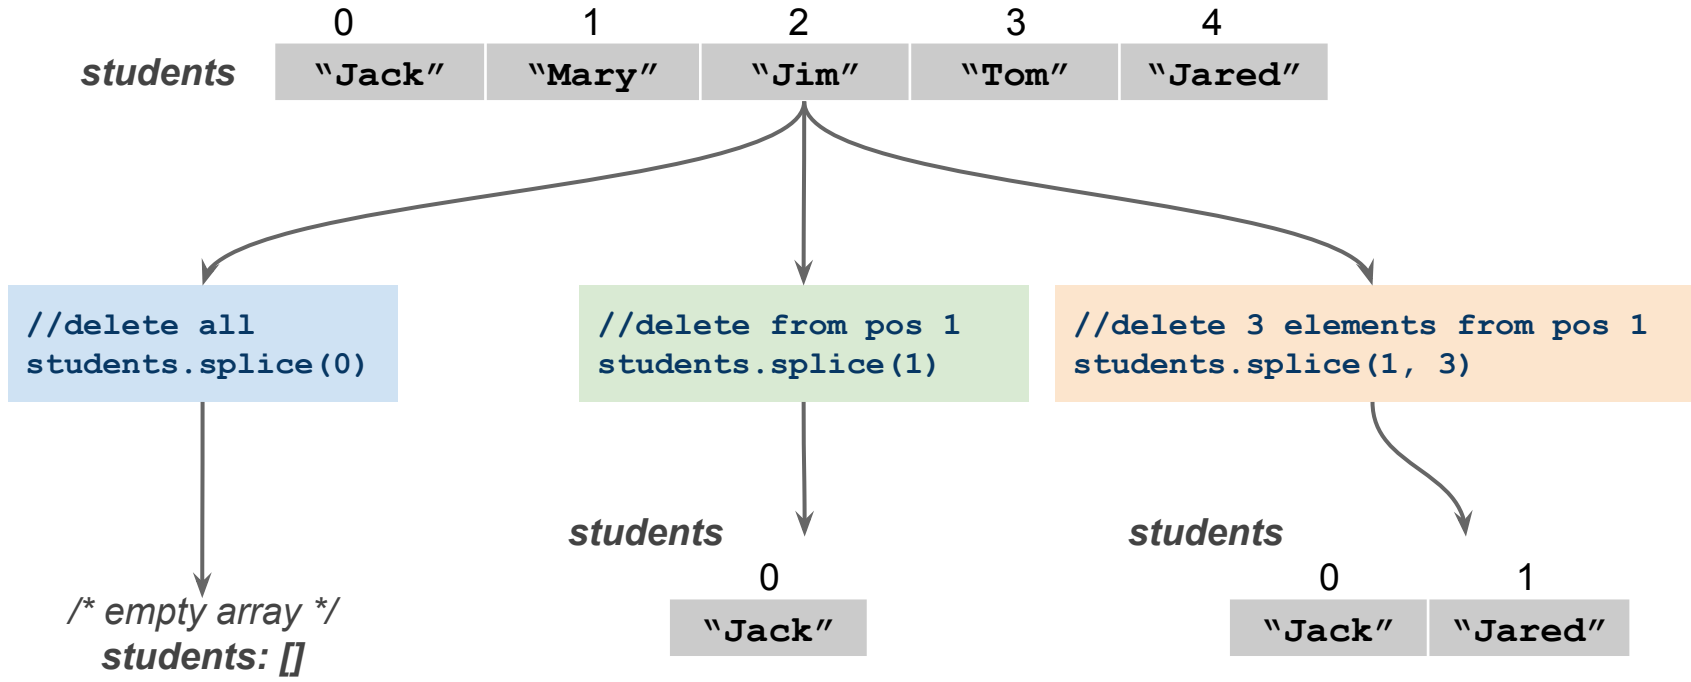 0 1 2 3 4
students “Jack” “Mary” “Jim” “Tom” “Jared”
//delete all
students.splice(0)
//delete from pos 1
students.splice(1)
//delete 3 elements from pos 1
students.splice(1, 3)
/* empty array */
students: []
students
0
“Jack”
students
0 1
“Jack” “Jared”